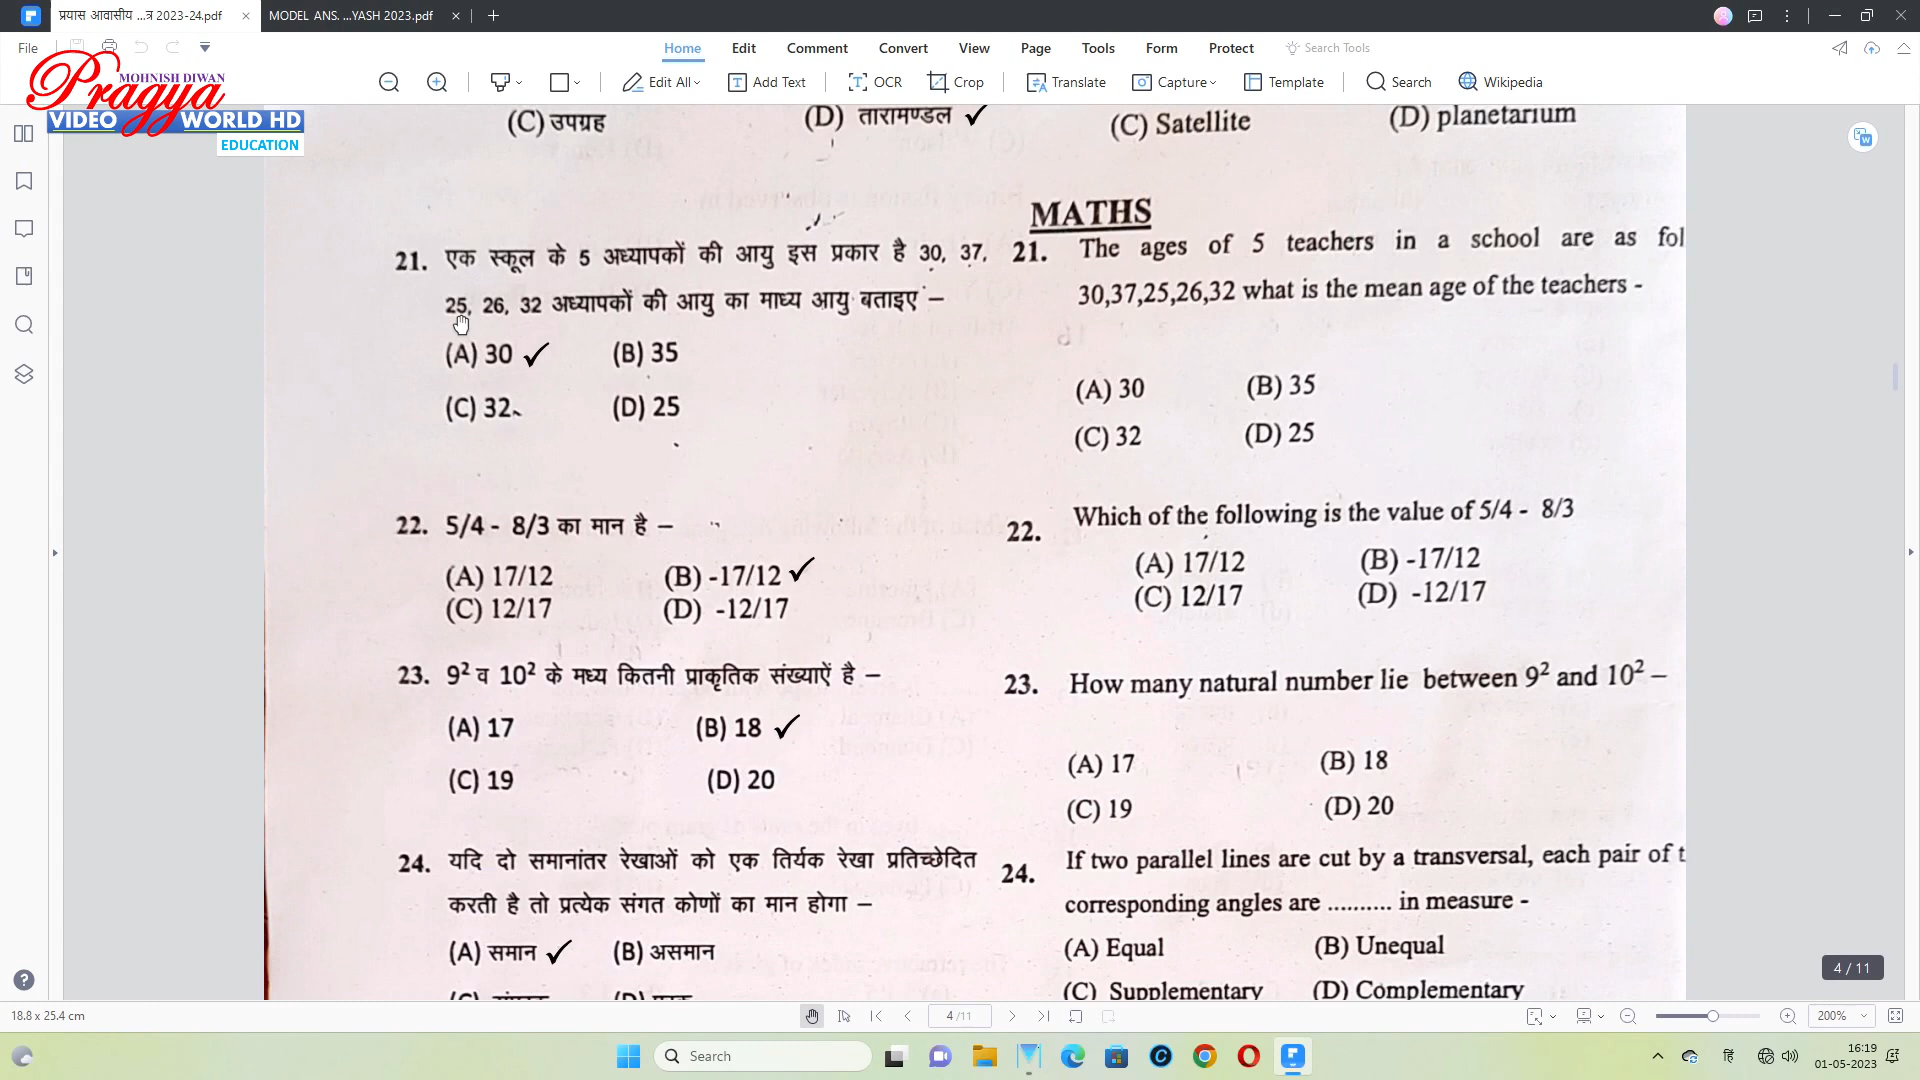 प्रयास आवासीय ...त्र 2023-24.pdf
MODEL ANS. ...YASH 2023.pdf
File
Home Edit Comment Convert View Page Tools Form Protect Search Tools
Edit All Add Text OCR Crop Translate Capture Template Search Wikipedia
MOHNISH DIWAN
Pragya
VIDEO WORLD HD
EDUCATION
(C) उपग्रह (D) तारामण्डल ✓
21. एक स्कूल के 5 अध्यापकों की आयु इस प्रकार है 30, 37,
25, 26, 32 अध्यापकों की आयु का माध्य आयु बताइए –
(A) 30 ✓ (B) 35
(C) 32 (D) 25
22. 5/4 - 8/3 का मान है –
(A) 17/12 (B) -17/12 ✓
(C) 12/17 (D) -12/17
23. 9² व 10² के मध्य कितनी प्राकृतिक संख्याऐं है –
(A) 17 (B) 18 ✓
(C) 19 (D) 20
24. यदि दो समानांतर रेखाओं को एक तिर्यक रेखा प्रतिच्छेदित
करती है तो प्रत्येक संगत कोणों का मान होगा –
(A) समान ✓ (B) असमान
(C) (D)
(C) Satellite (D) planetarium
MATHS
21. The ages of 5 teachers in a school are as fol
30,37,25,26,32 what is the mean age of the teachers -
(A) 30 (B) 35
(C) 32 (D) 25
22. Which of the following is the value of 5/4 - 8/3
(A) 17/12 (B) -17/12
(C) 12/17 (D) -12/17
23. How many natural number lie between 9² and 10² –
(A) 17 (B) 18
(C) 19 (D) 20
24. If two parallel lines are cut by a transversal, each pair of t
corresponding angles are .......... in measure -
(A) Equal (B) Unequal
(C) Supplementary (D) Complementary
4 / 11
18.8 x 25.4 cm
4 /11
200%
Search
हिं
16:19
01-05-2023